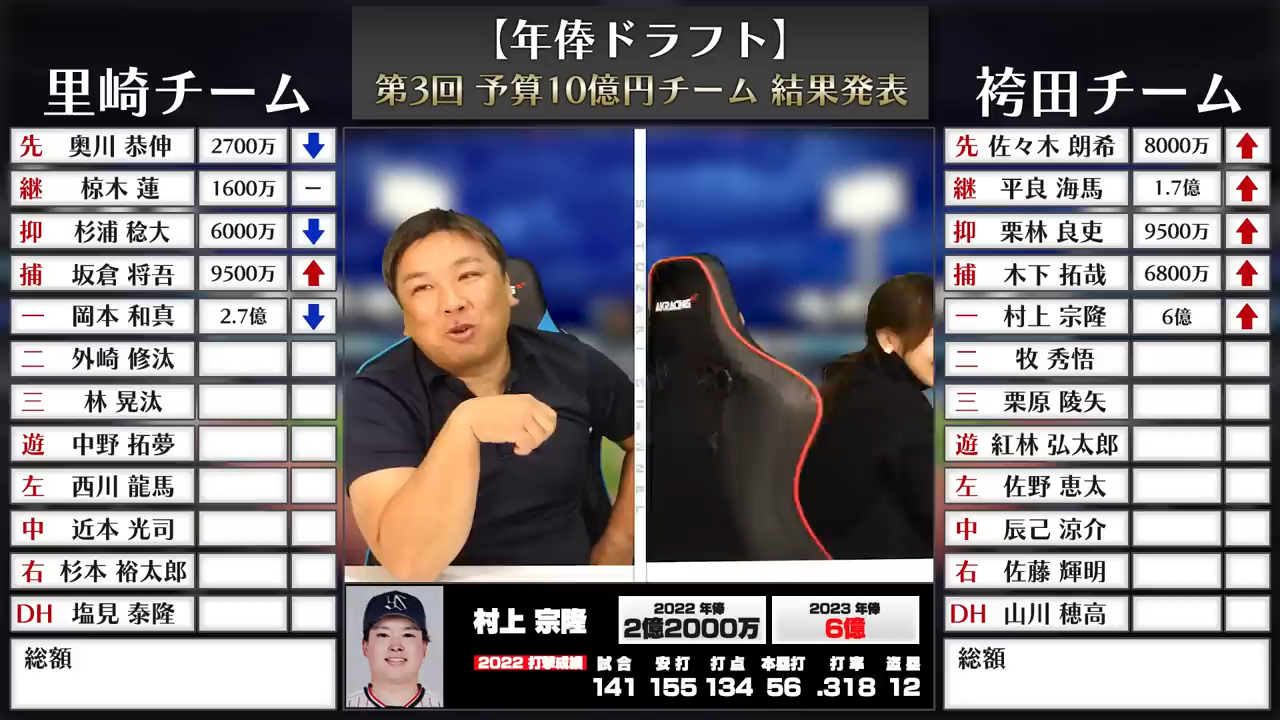 【年俸ドラフト】
第3回 予算10億円チーム 結果発表
里崎チーム
先 奥川 恭伸 2700万
継 椋木 蓮 1600万 −
抑 杉浦 稔大 6000万
捕 坂倉 将吾 9500万
一 岡本 和真 2.7億
二 外崎 修汰
三 林 晃汰
遊 中野 拓夢
左 西川 龍馬
中 近本 光司
右 杉本 裕太郎
DH 塩見 泰隆
総額
袴田チーム
先 佐々木 朗希 8000万
継 平良 海馬 1.7億
抑 栗林 良吏 9500万
捕 木下 拓哉 6800万
一 村上 宗隆 6億
二 牧 秀悟
三 栗原 陵矢
遊 紅林 弘太郎
左 佐野 恵太
中 辰己 涼介
右 佐藤 輝明
DH 山川 穂高
総額
SATOZAKI CHANNEL
AKRACING
村上 宗隆
2022 年俸
2億2000万
2023 年俸
6億
2022 打撃成績 試合 安打 打点 本塁打 打率 盗塁
141 155 134 56 .318 12